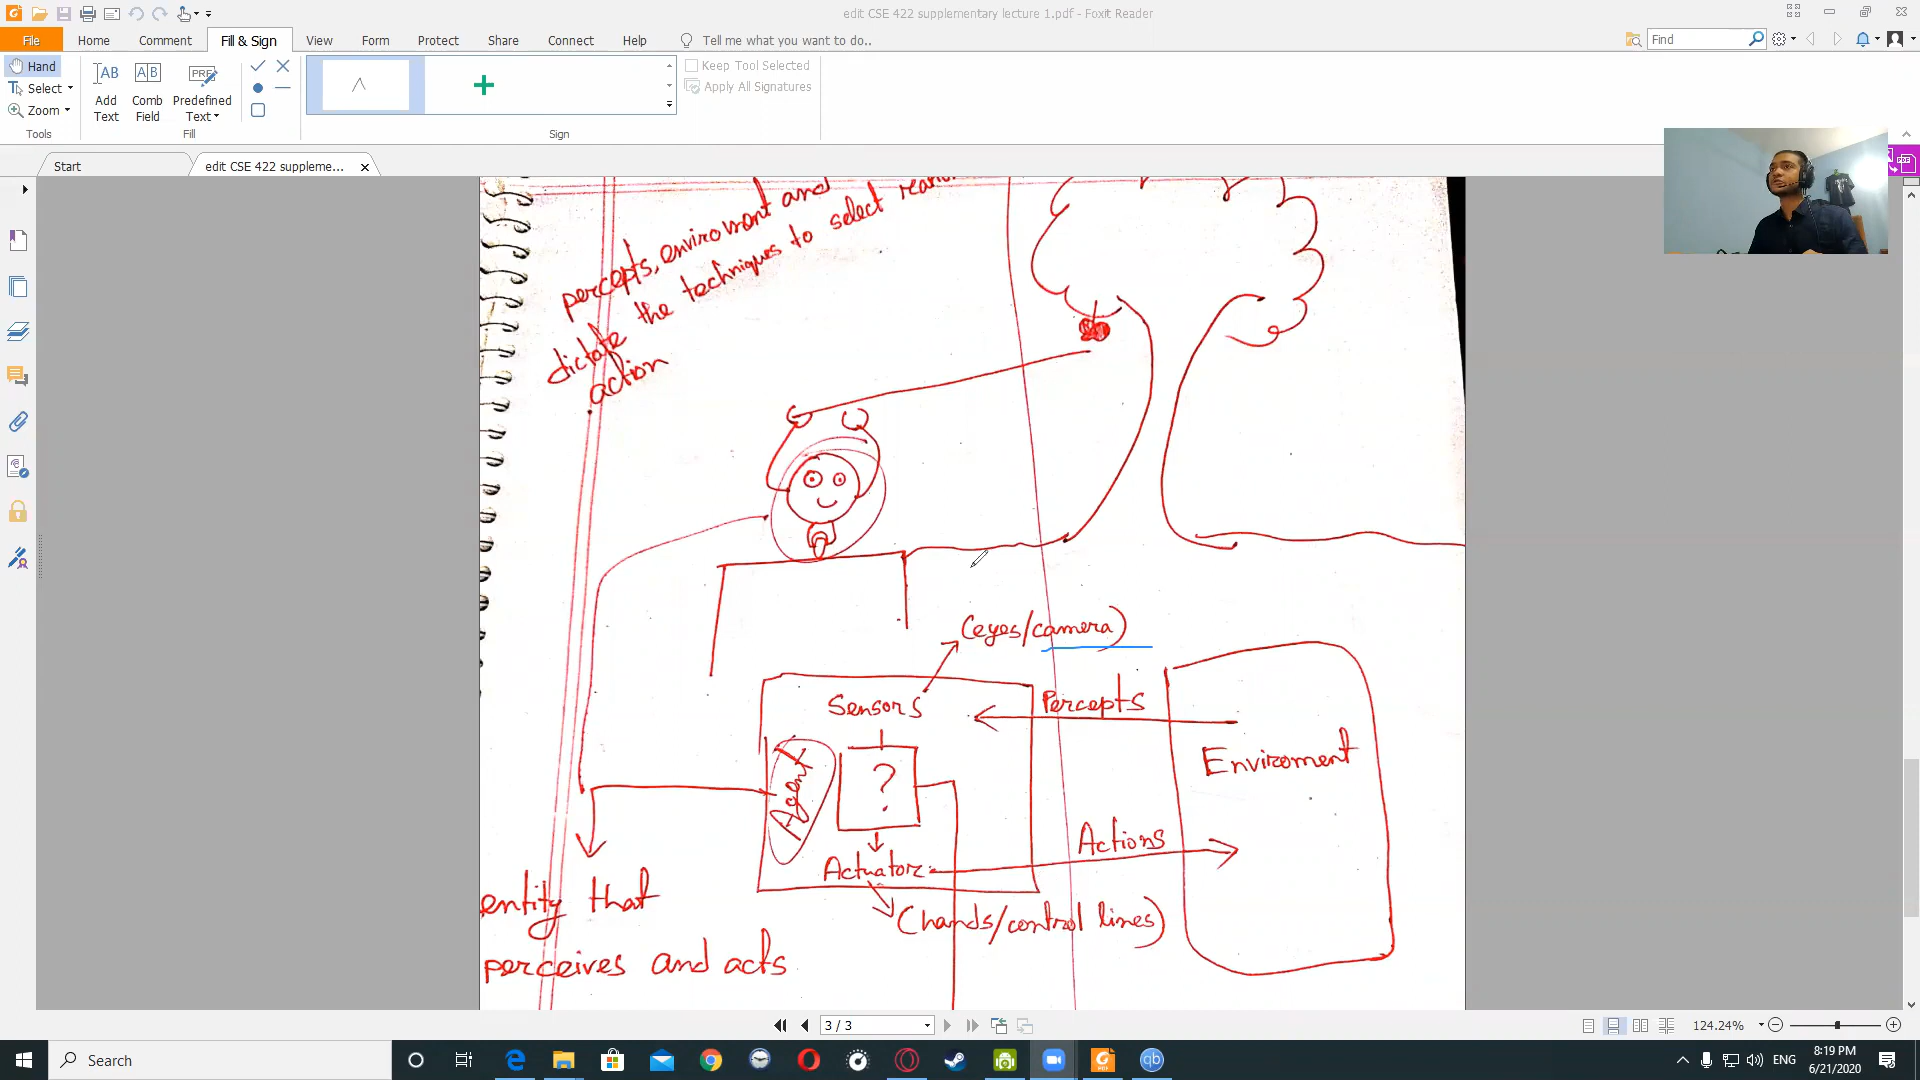 edit CSE 422 supplementary lecture 1.pdf - Foxit Reader
File Home Comment Fill & Sign View Form Protect Share Connect Help Tell me what you want to do.. Find
Hand
Select
Zoom
Tools
Add Text
Comb Field
PRE
Predefined Text
Fill
Keep Tool Selected
Apply All Signatures
Sign
Start
edit CSE 422 suppleme...
percepts, enviroment and
dictate the techniques to select
action
(eyes/camera)
Sensors
Percepts
Agent
?
Enviroment
Actuators
Actions
(hands/control lines)
entity that
perceives and acts
3 / 3
124.24%
Search
ENG
8:19 PM
6/21/2020